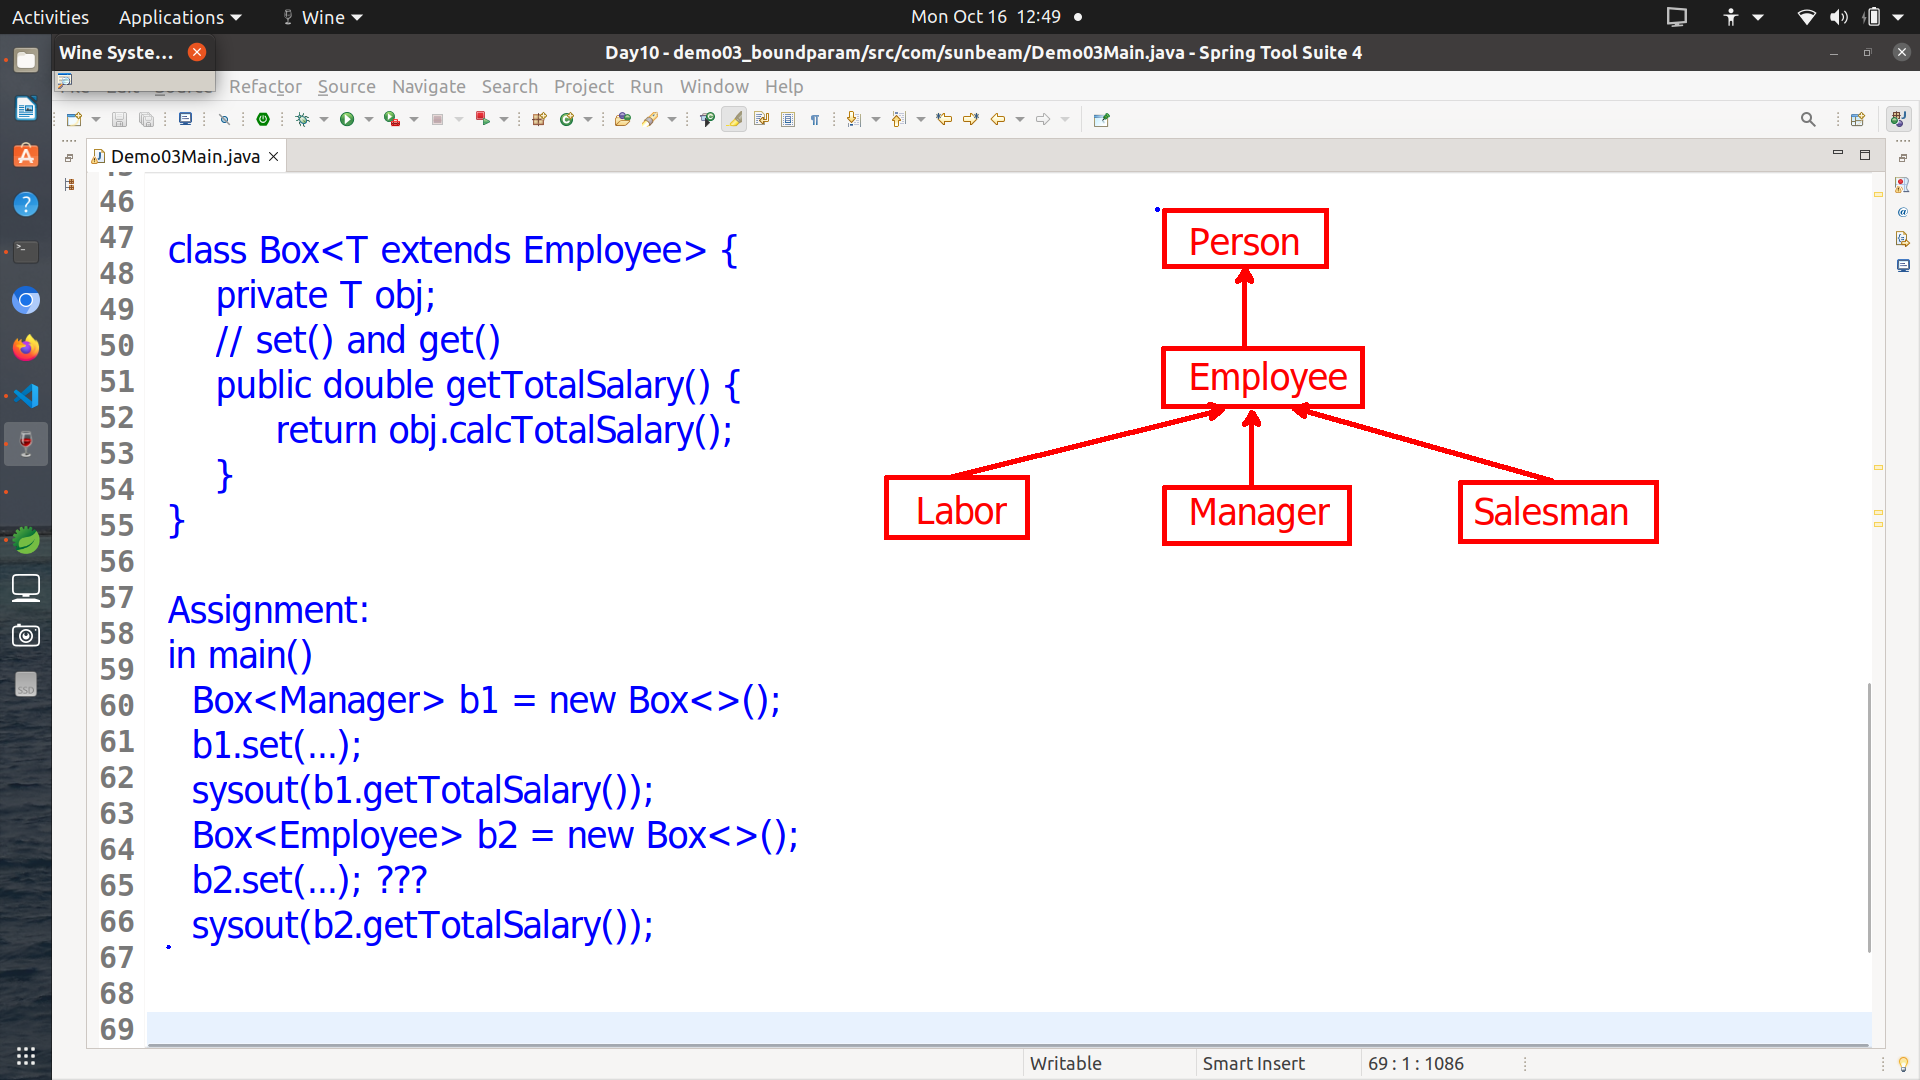 Activities
Applications
Wine
Mon Oct 16 12:49
Wine Syste...
Day10 - demo03_boundparam/src/com/sunbeam/Demo03Main.java - Spring Tool Suite 4
Refactor Source Navigate Search Project Run Window Help
Demo03Main.java
46
47
48
49
50
51
52
53
54
55
56
57
58
59
60
61
62
63
64
65
66
67
68
69
class Box<T extends Employee> {
private T obj;
// set() and get()
public double getTotalSalary() {
return obj.calcTotalSalary();
}
}
Assignment:
in main()
Box<Manager> b1 = new Box<>();
b1.set(...);
sysout(b1.getTotalSalary());
Box<Employee> b2 = new Box<>();
b2.set(...); ???
sysout(b2.getTotalSalary());
Person
Employee
Labor
Manager
Salesman
Writable
Smart Insert
69 : 1 : 1086
SSD